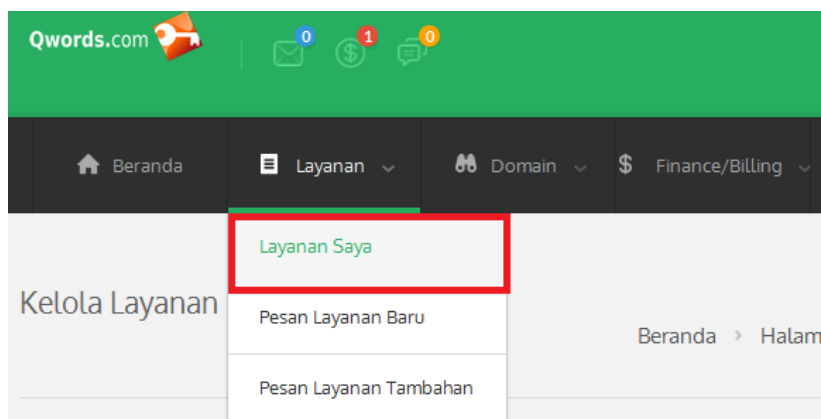 Qwords.com
0
1
0
Beranda
Layanan
Domain
$ Finance/Billing
Layanan Saya
Kelola Layanan
Pesan Layanan Baru
Beranda > Halam
Pesan Layanan Tambahan